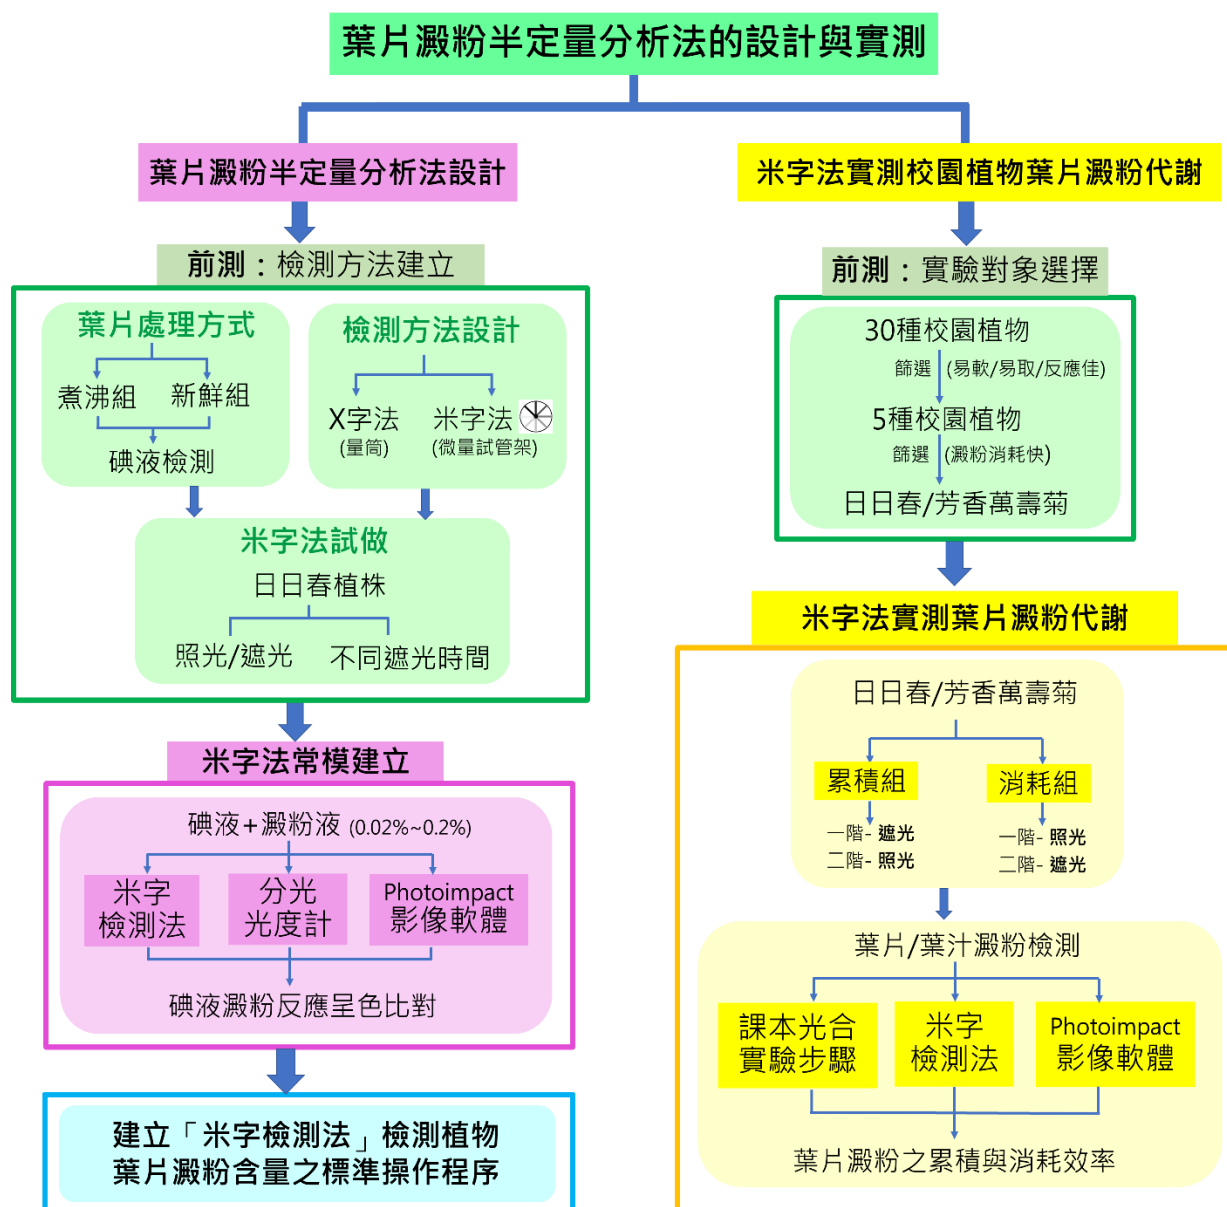 葉片澱粉半定量分析法的設計與實測
葉片澱粉半定量分析法設計
前測：檢測方法建立
葉片處理方式
煮沸組
新鮮組
碘液檢測
檢測方法設計
X字法
(量筒)
米字法
(微量試管架)
米字法試做
日日春植株
照光/遮光
不同遮光時間
米字法常模建立
碘液+澱粉液 (0.02%~0.2%)
米字
檢測法
分光
光度計
Photoimpact
影像軟體
碘液澱粉反應呈色比對
建立「米字檢測法」檢測植物
葉片澱粉含量之標準操作程序
米字法實測校園植物葉片澱粉代謝
前測：實驗對象選擇
30種校園植物
篩選 (易軟/易取/反應佳)
5種校園植物
篩選 (澱粉消耗快)
日日春/芳香萬壽菊
米字法實測葉片澱粉代謝
日日春/芳香萬壽菊
累積組
一階- 遮光
二階- 照光
消耗組
一階- 照光
二階- 遮光
葉片/葉汁澱粉檢測
課本光合
實驗步驟
米字
檢測法
Photoimpact
影像軟體
葉片澱粉之累積與消耗效率